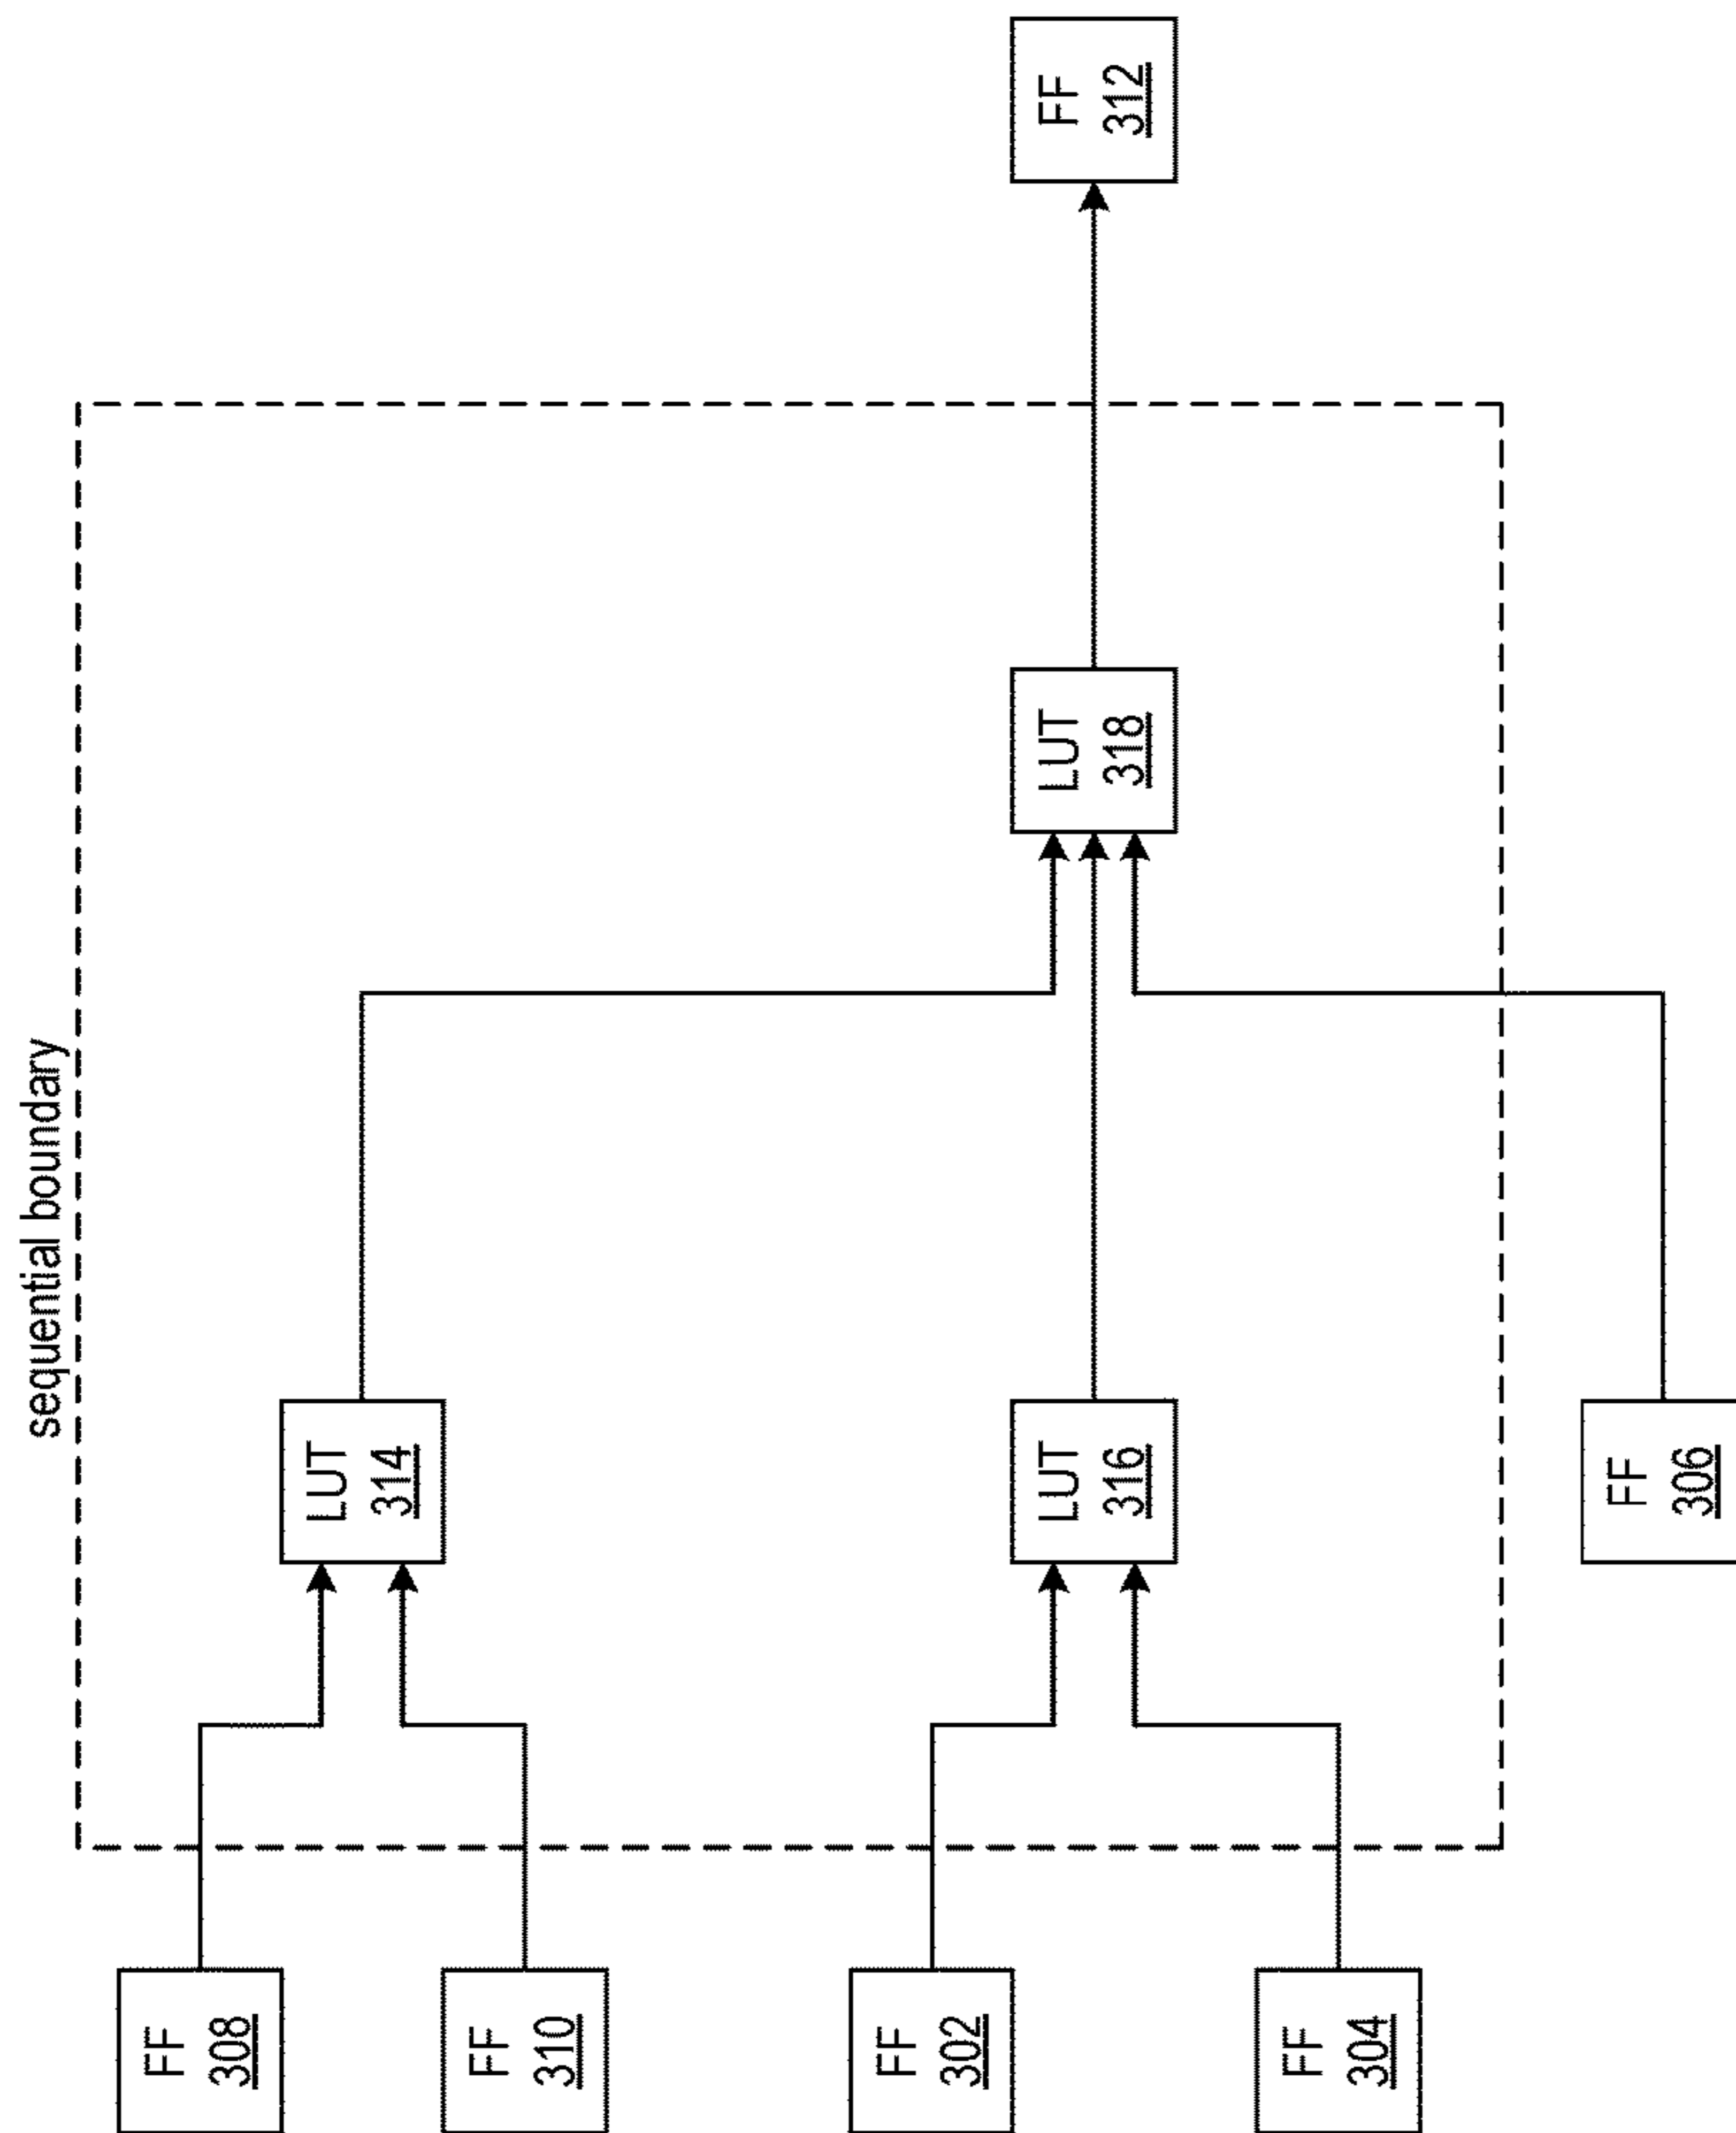 sequential boundary
FF
308
FF
310
FF
302
FF
304
LUT
314
LUT
316
FF
306
LUT
318
FF
312